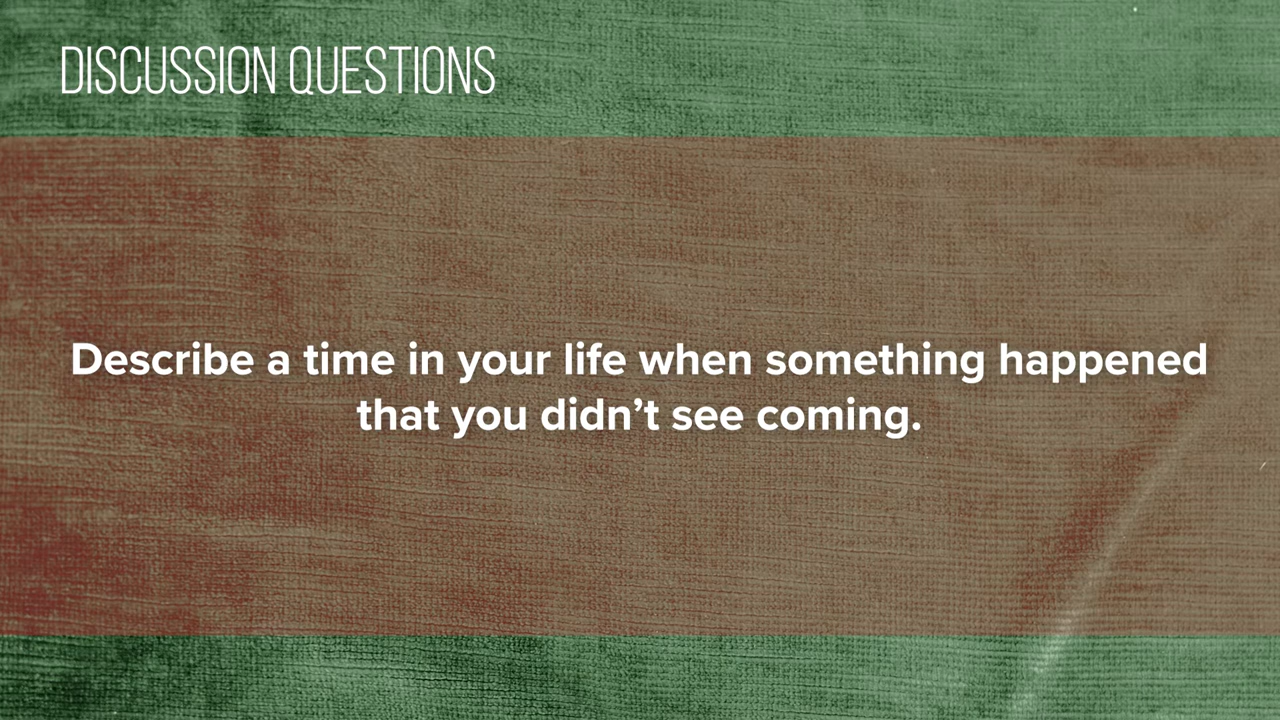 DISCUSSION QUESTIONS
Describe a time in your life when something happened
that you didn’t see coming.